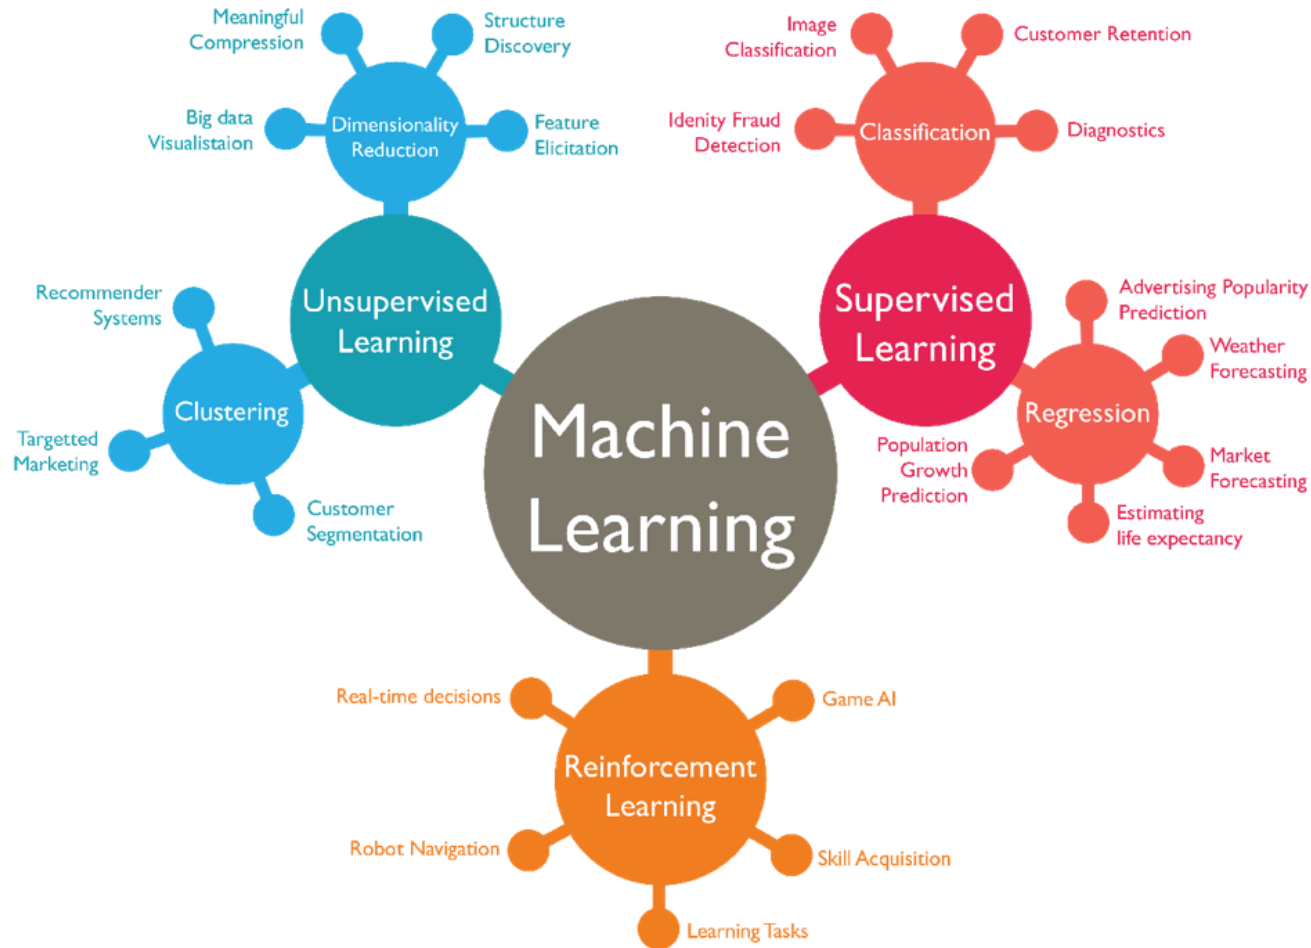 Meaningful
Compression
Structure
Discovery
Big data
Visualistaion
Dimensionality
Reduction
Feature
Elicitation
Image
Classification
Customer Retention
Idenity Fraud
Detection
Classification
Diagnostics
Recommender
Systems
Unsupervised
Learning
Clustering
Targetted
Marketing
Customer
Segmentation
Machine
Learning
Supervised
Learning
Advertising Popularity
Prediction
Weather
Forecasting
Regression
Population
Growth
Prediction
Market
Forecasting
Estimating
life expectancy
Real-time decisions
Game AI
Reinforcement
Learning
Robot Navigation
Skill Acquisition
Learning Tasks